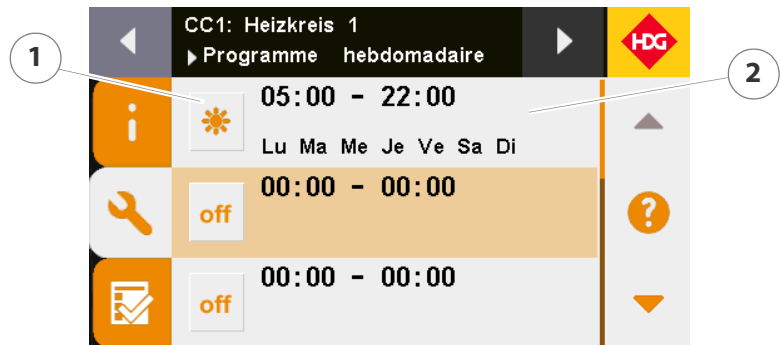 CC1: Heizkreis 1
Programme hebdomadaire
HDG
1
2
05:00 - 22:00
Lu Ma Me Je Ve Sa Di
00:00 - 00:00
off
?
00:00 - 00:00
off